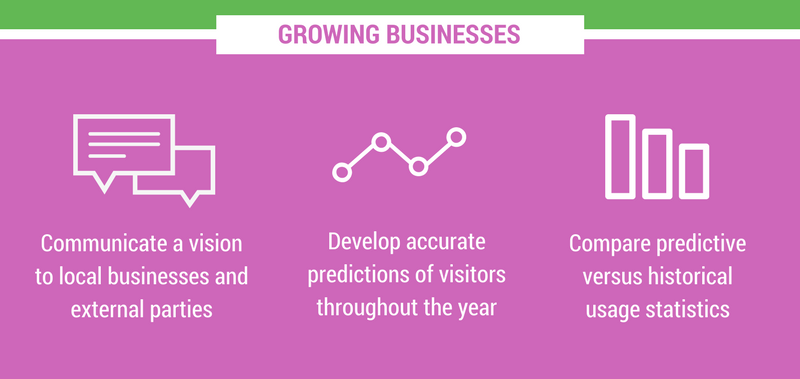 GROWING BUSINESSES
Communicate a vision
to local businesses and
external parties
Develop accurate
predictions of visitors
throughout the year
Compare predictive
versus historical
usage statistics